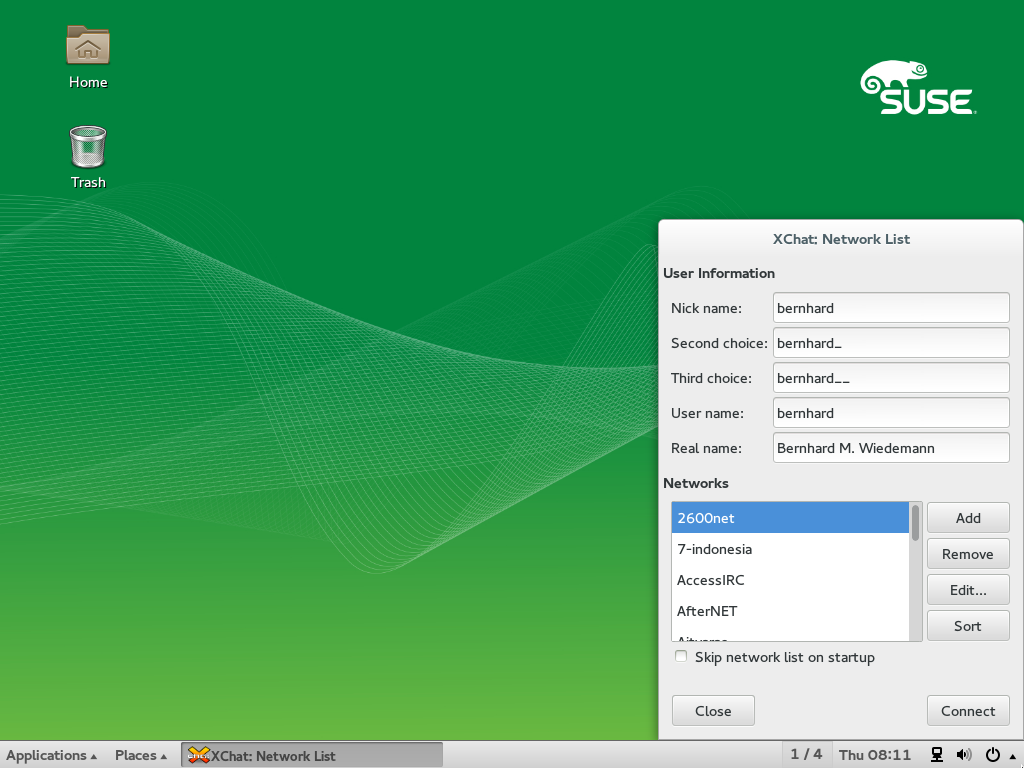 Home
Trash
SUSE
XChat: Network List
User Information
Nick name: bernhard
Second choice: bernhard_
Third choice: bernhard__
User name: bernhard
Real name: Bernhard M. Wiedemann
Networks
2600net
Add
7-indonesia
Remove
AccessIRC
Edit...
AfterNET
Sort
Skip network list on startup
Close
Connect
Applications
Places
XChat: Network List
1 / 4
Thu 08:11